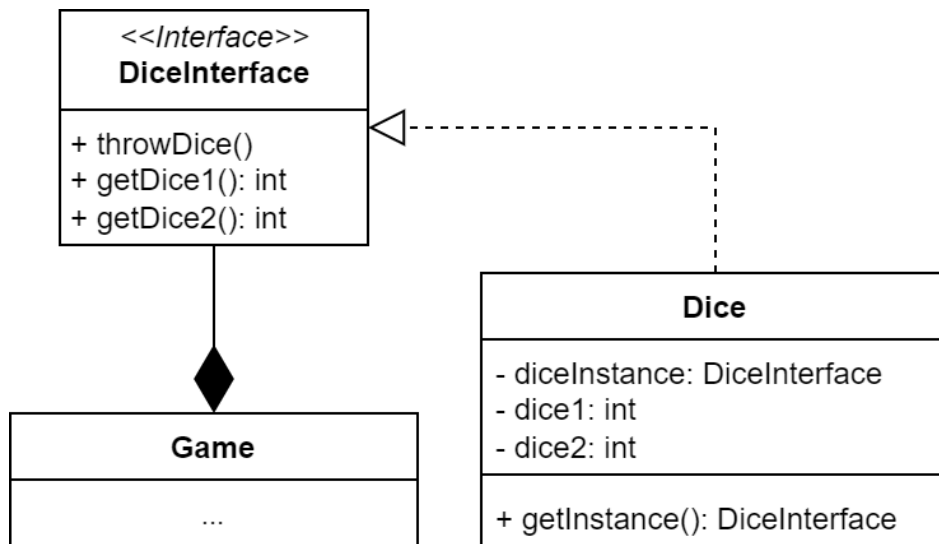 <<Interface>>
DiceInterface
+ throwDice()
+ getDice1(): int
+ getDice2(): int
Dice
- diceInstance: DiceInterface
- dice1: int
- dice2: int
+ getInstance(): DiceInterface
Game
...